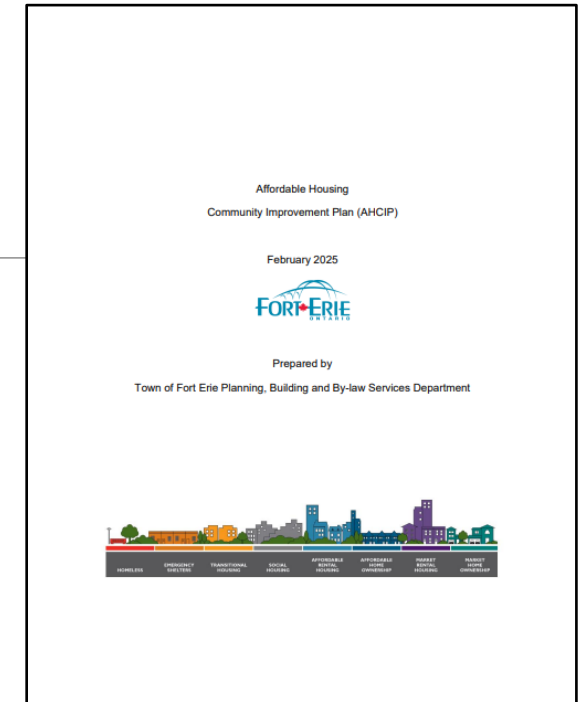 Affordable Housing
Community Improvement Plan (AHCIP)
February 2025
FORT ERIE
ONTARIO
Prepared by
Town of Fort Erie Planning, Building and By-law Services Department
HOMELESS
EMERGENCY SHELTERS
TRANSITIONAL HOUSING
SOCIAL HOUSING
AFFORDABLE RENTAL HOUSING
AFFORDABLE HOME OWNERSHIP
MARKET RENTAL HOUSING
MARKET HOME OWNERSHIP